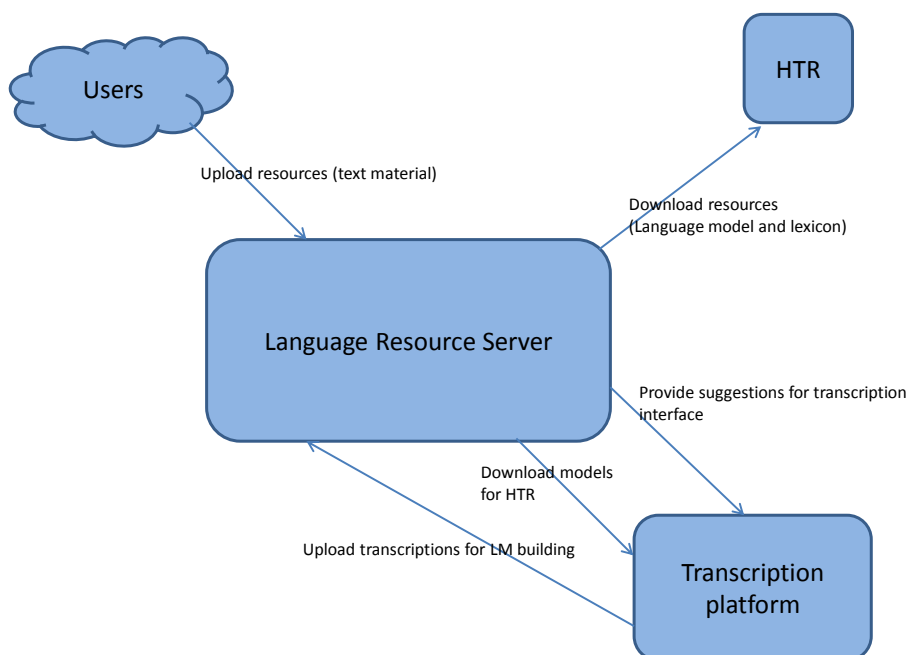 Users
HTR
Upload resources (text material)
Download resources
(Language model and lexicon)
Language Resource Server
Provide suggestions for transcription
interface
Download models
for HTR
Upload transcriptions for LM building
Transcription
platform